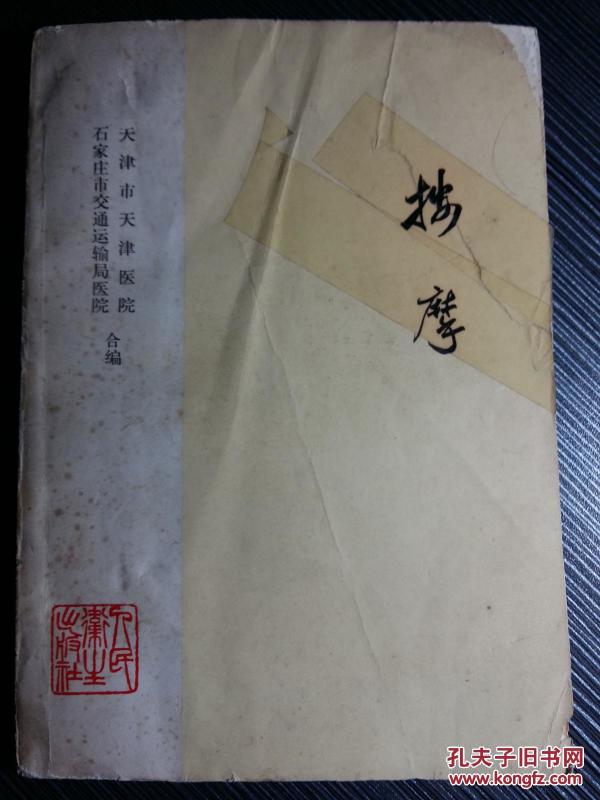 按摩
天津市天津医院
石家庄市交通运输局医院
合编
人民
衛生
出版社
孔夫子旧书网
www.kongfz.com